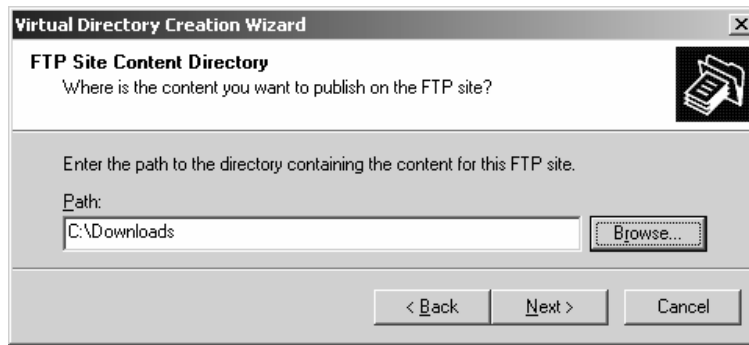 Virtual Directory Creation Wizard
FTP Site Content Directory
Where is the content you want to publish on the FTP site?
Enter the path to the directory containing the content for this FTP site.
Path:
C:\Downloads
Browse...
< Back
Next >
Cancel